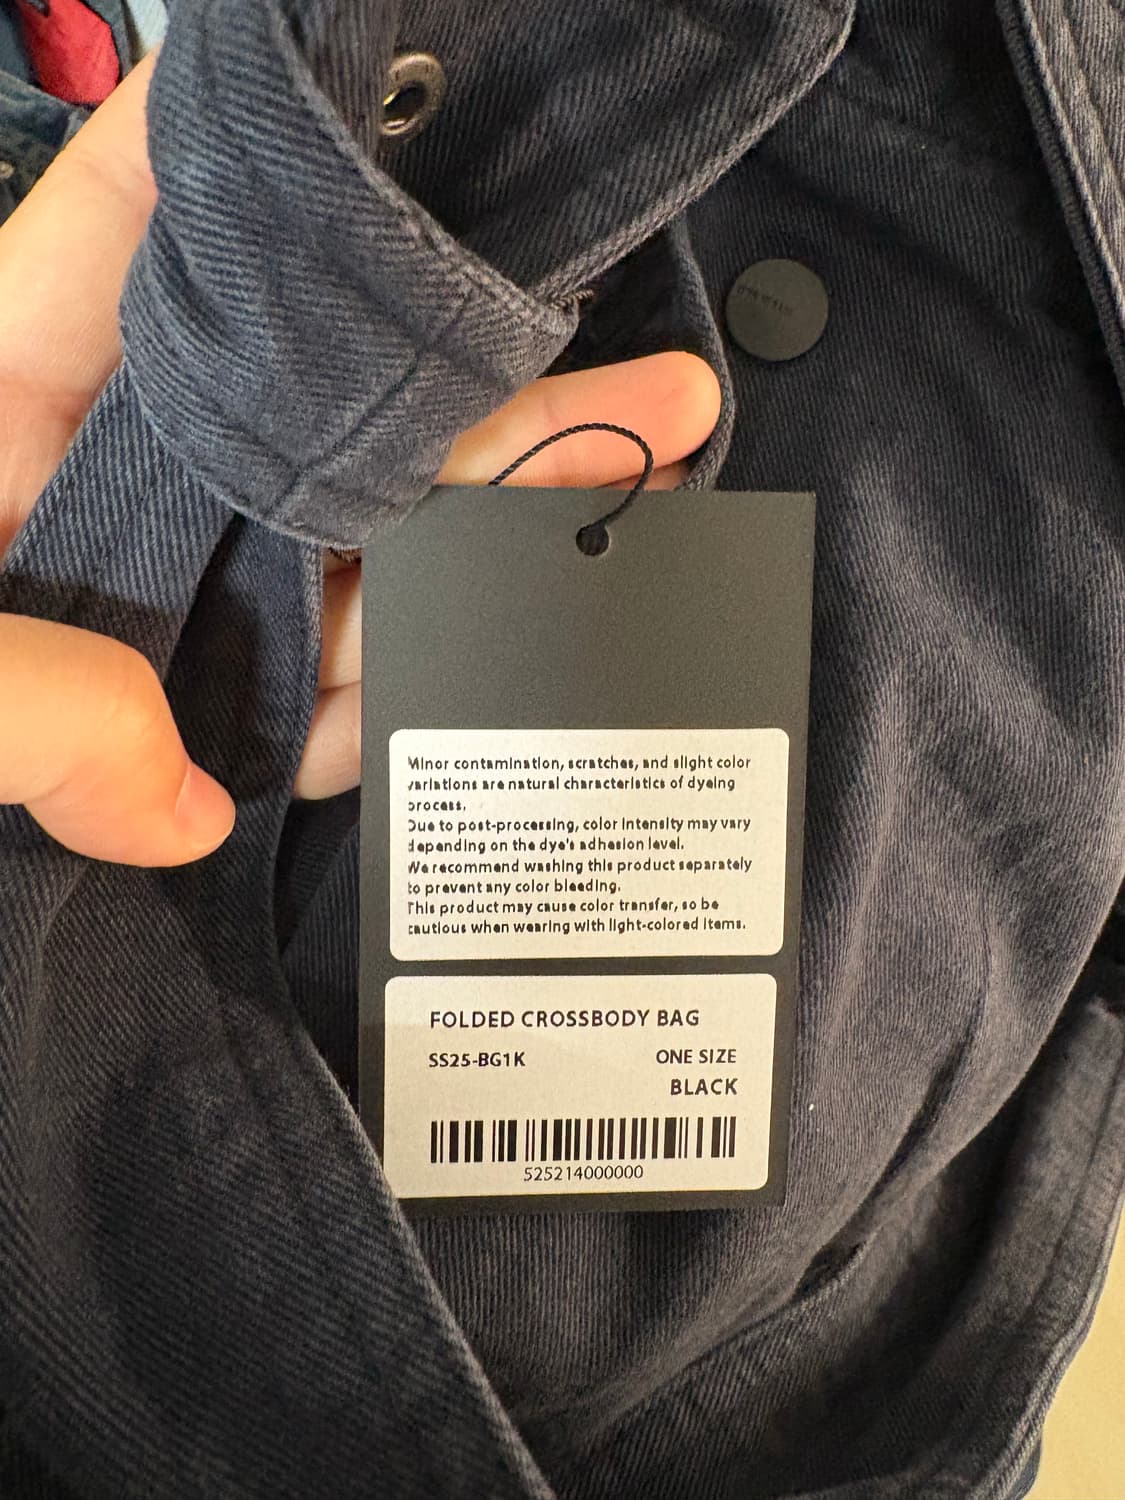 Minor contamination, scratches, and slight color
variations are natural characteristics of dyeing
process.
Due to post-processing, color intensity may vary
depending on the dye's adhesion level.
We recommend washing this product separately
to prevent any color bleeding.
This product may cause color transfer, so be
cautious when wearing with light-colored items.
FOLDED CROSSBODY BAG
SS25-BG1K ONE SIZE
BLACK
525214000000